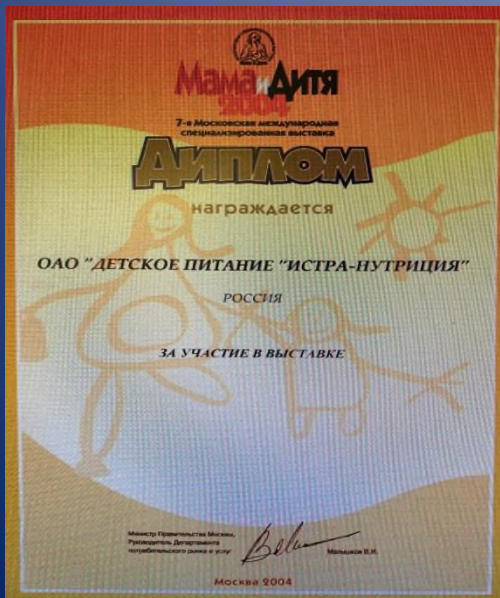 Мама и Дитя
2004
7-я Московская международная
специализированная выставка
Диплом
награждается
ОАО "ДЕТСКОЕ ПИТАНИЕ "ИСТРА-НУТРИЦИЯ"
РОССИЯ
ЗА УЧАСТИЕ В ВЫСТАВКЕ
Министр Правительства Москвы,
Руководитель Департамента
потребительского рынка и услуг
Малышков В.И.
Москва 2004